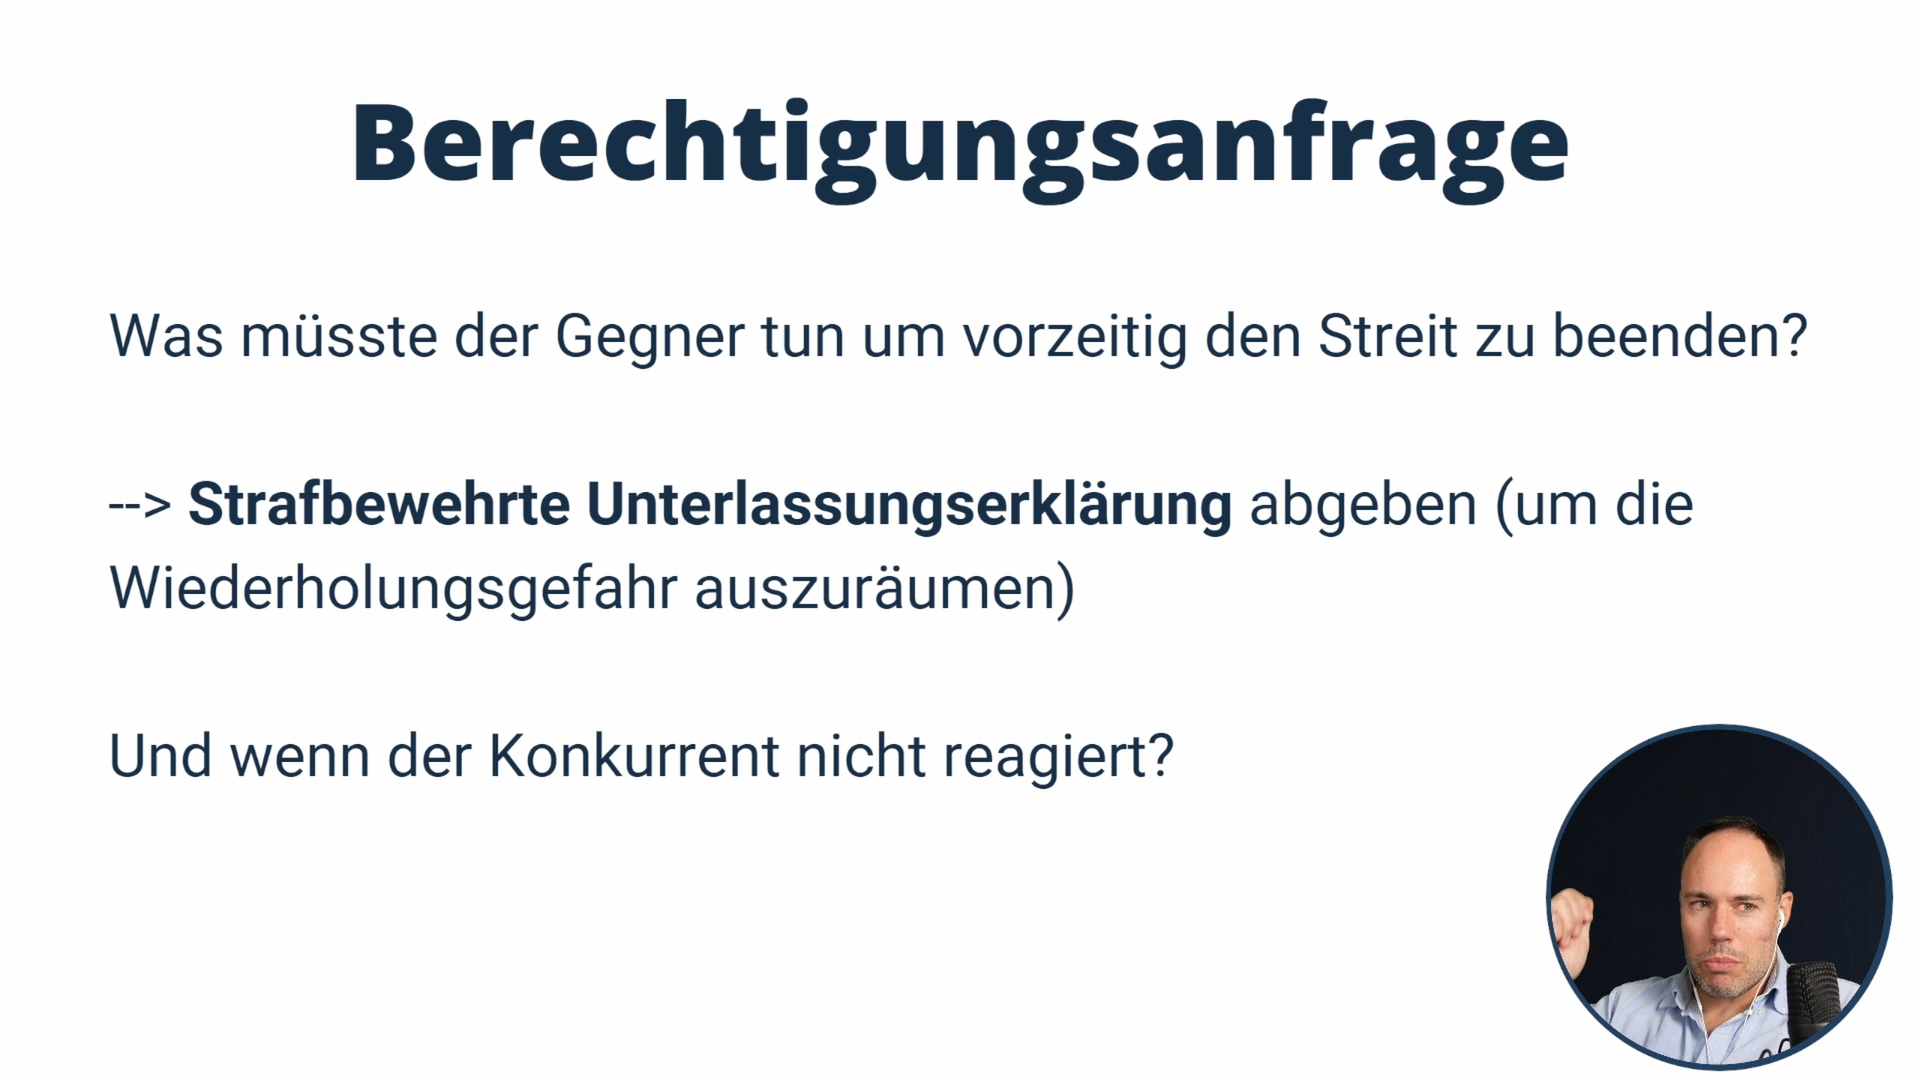 Berechtigungsanfrage
Was müsste der Gegner tun um vorzeitig den Streit zu beenden?
--> Strafbewehrte Unterlassungserklärung abgeben (um die
Wiederholungsgefahr auszuräumen)
Und wenn der Konkurrent nicht reagiert?